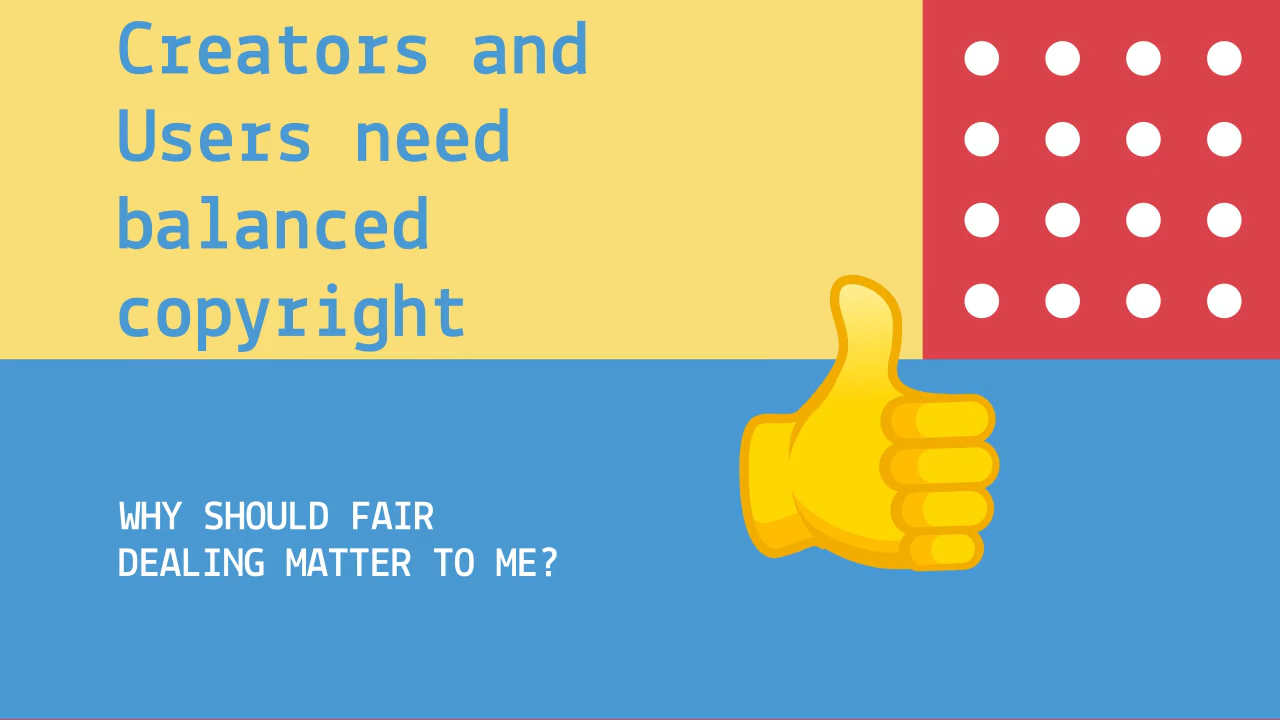 Creators and
Users need
balanced
copyright
WHY SHOULD FAIR
DEALING MATTER TO ME?